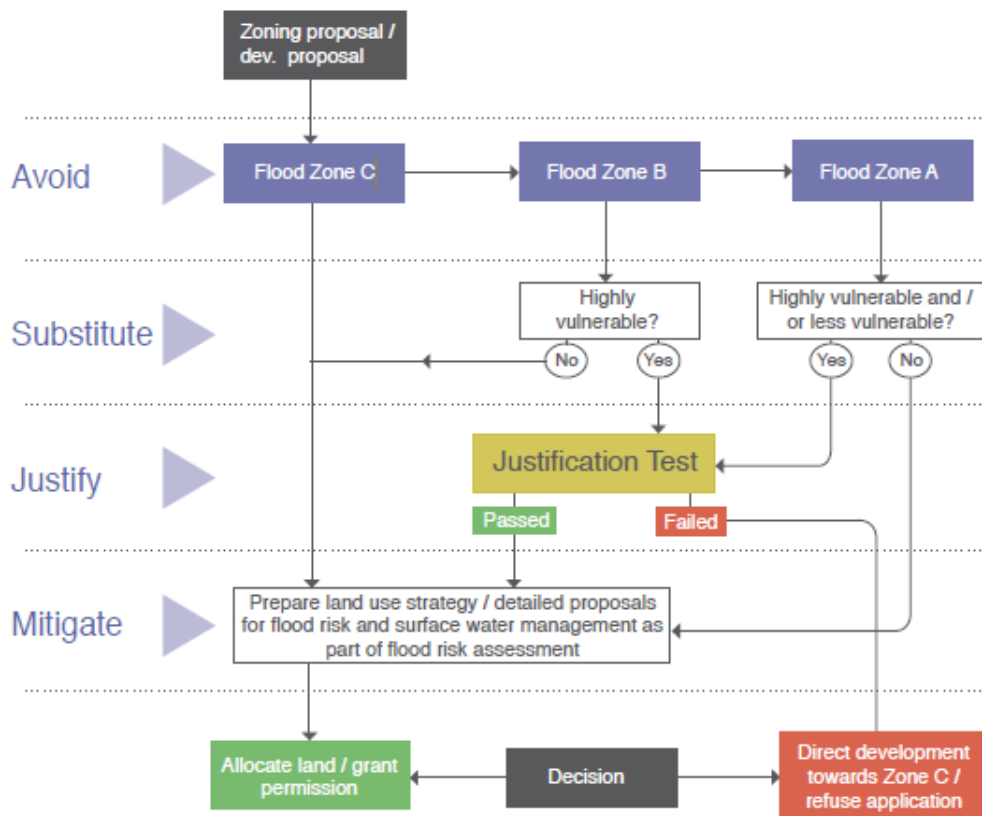 Zoning proposal /
dev. proposal
Avoid
Flood Zone C
Flood Zone B
Flood Zone A
Substitute
Highly
vulnerable?
Highly vulnerable and /
or less vulnerable?
No
Yes
Yes
No
Justify
Justification Test
Passed
Failed
Mitigate
Prepare land use strategy / detailed proposals
for flood risk and surface water management as
part of flood risk assessment
Allocate land / grant
permission
Decision
Direct development
towards Zone C /
refuse application